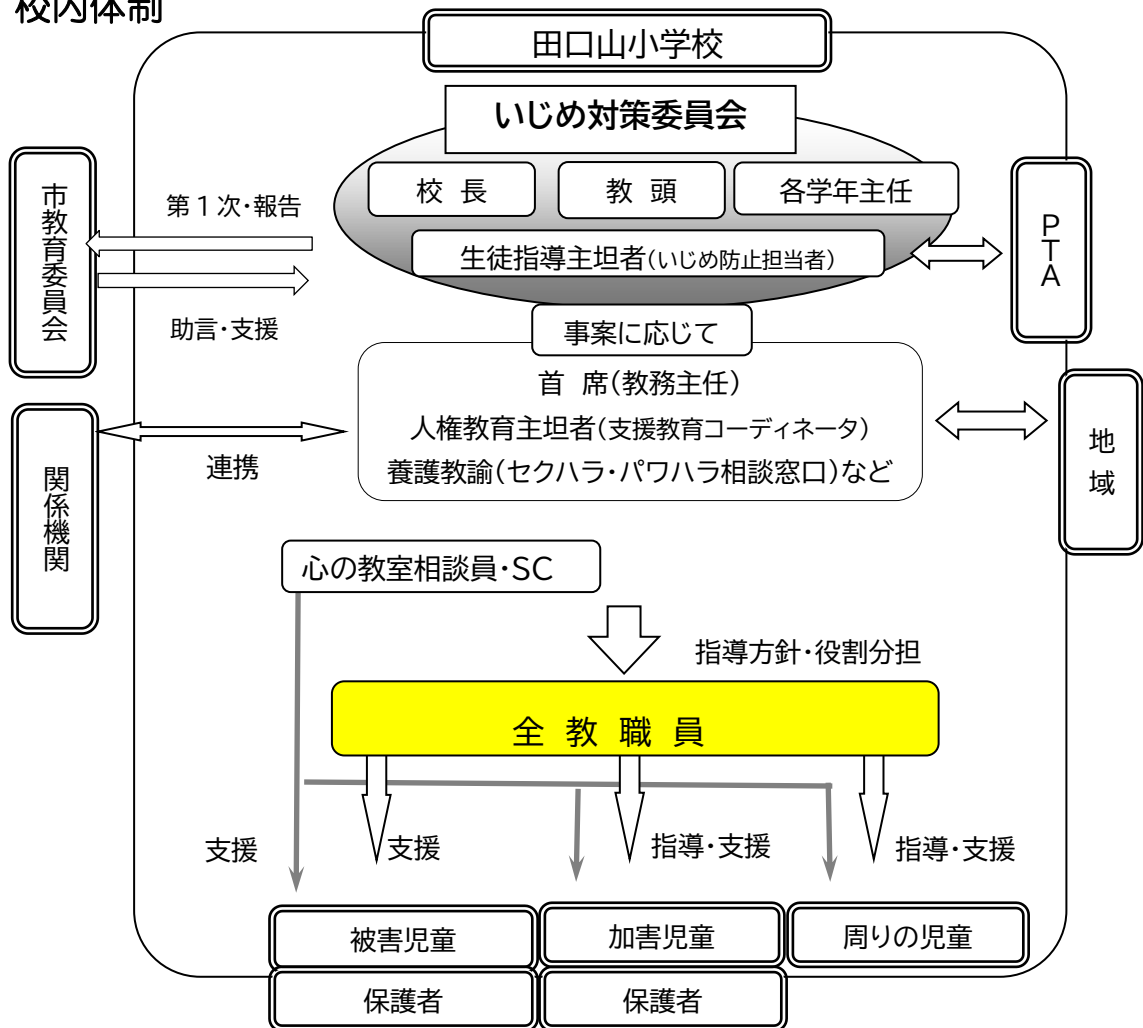 校内体制
田口山小学校
いじめ対策委員会
校 長
教 頭
各学年主任
生徒指導主坦者(いじめ防止担当者)
市教育委員会
第1次・報告
助言・支援
PTA
事案に応じて
首 席(教務主任)
人権教育主坦者(支援教育コーディネータ)
養護教諭(セクハラ・パワハラ相談窓口)など
関係機関
連携
地域
心の教室相談員・SC
指導方針・役割分担
全 教 職 員
支援
支援
指導・支援
指導・支援
被害児童
加害児童
周りの児童
保護者
保護者